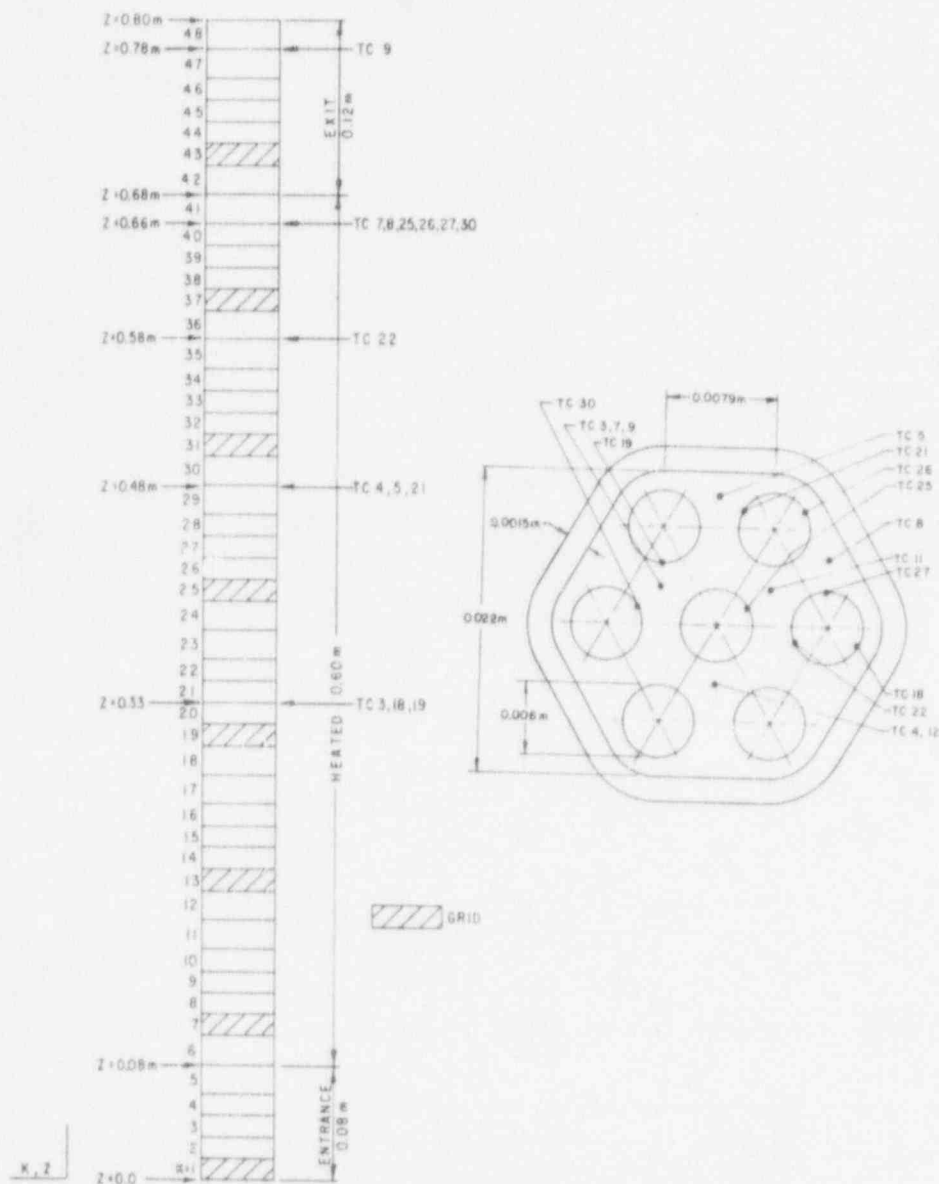 Z=0.80m
48
Z=0.78m
TC 9
47
46
45
44
43
42
EXIT
0.12m
Z=0.68m
41
Z=0.66m
TC 7,8,25,26,27,30
40
39
38
37
36
Z=0.58m
TC 22
35
34
33
32
31
30
Z=0.48m
TC 4,5,21
29
28
27
26
25
24
23
22
21
Z=0.33
TC 3,18,19
20
19
18
17
16
15
14
13
12
11
10
9
8
7
6
HEATED 0.60m
Z=0.08m
5
4
3
2
K=1
ENTRANCE
0.08m
Z=0.0
K,Z
GRID
0.0079m
TC 30
TC 3,7,9
TC 19
TC 5
TC 21
TC 26
TC 25
TC 8
TC 11
TC 27
TC 18
TC 22
TC 4, 12
0.0015m
0.022m